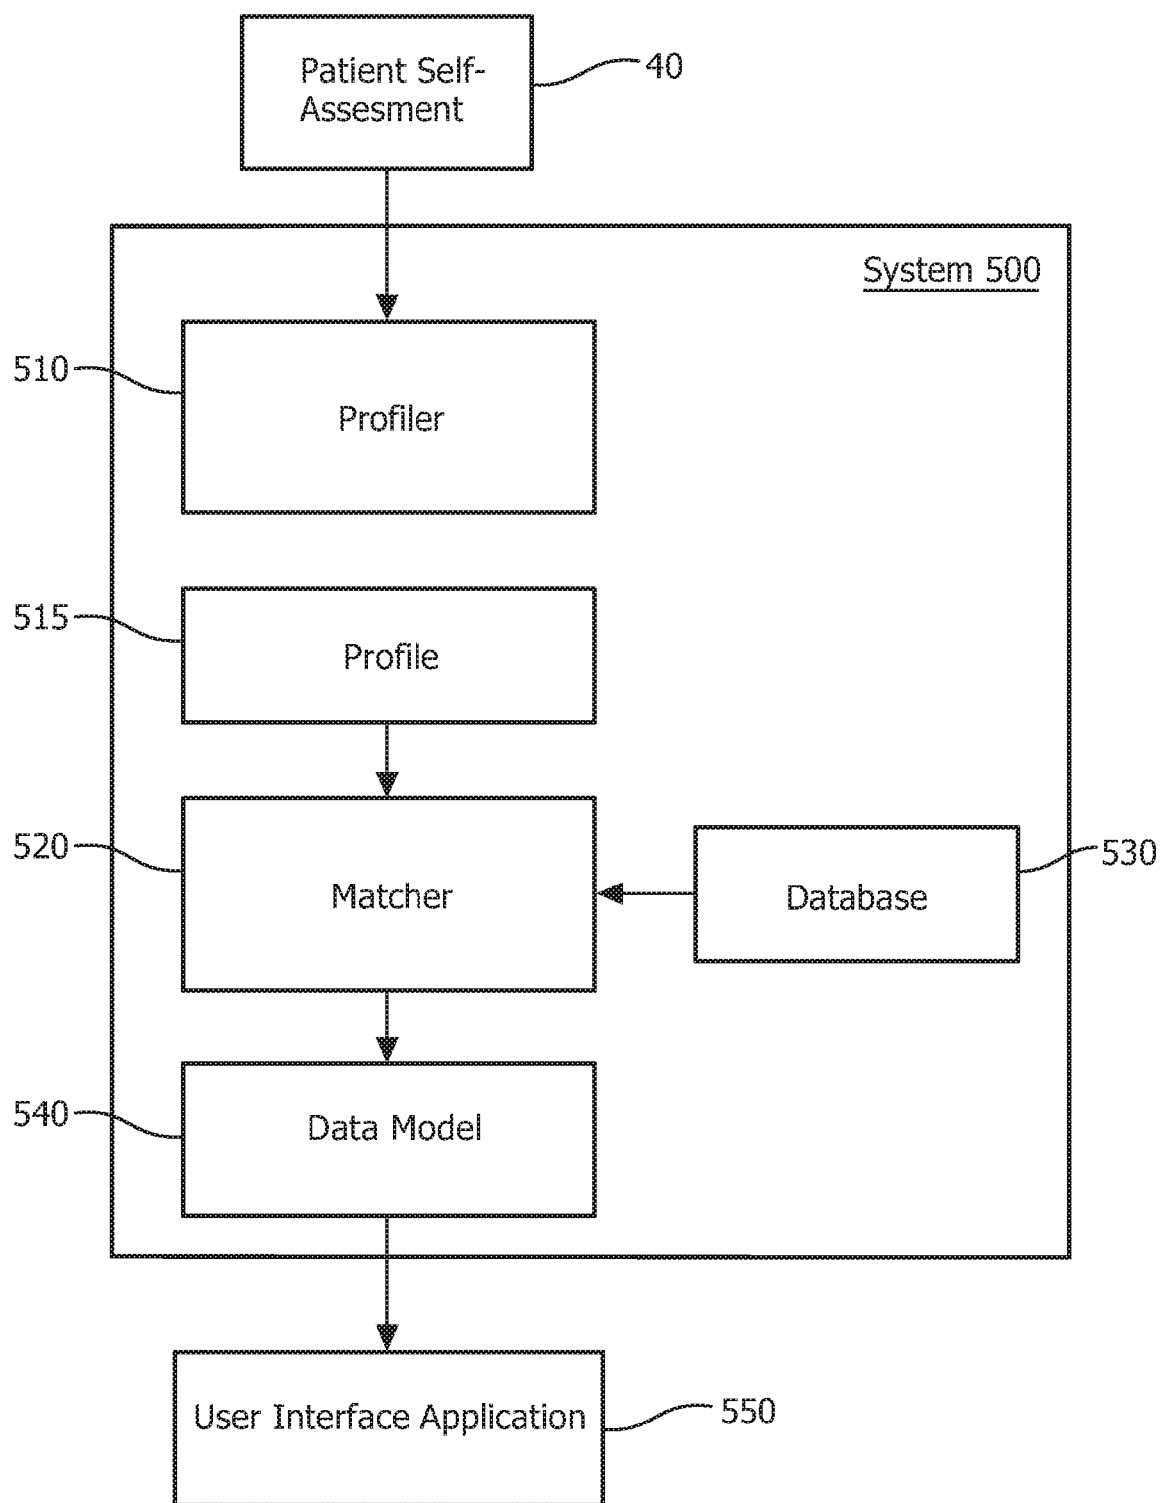 Patient Self-
Assesment
40
System 500
510
Profiler
515
Profile
520
Matcher
Database
530
540
Data Model
User Interface Application
550